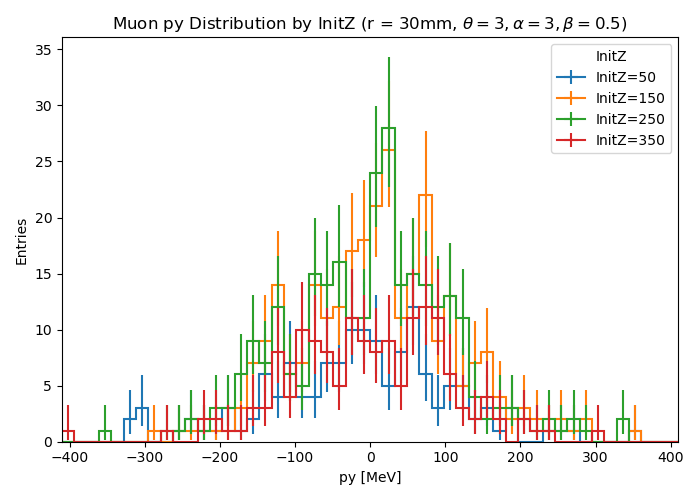 Muon py Distribution by InitZ (r = 30mm, θ = 3, α = 3, β = 0.5)
InitZ
InitZ=50
InitZ=150
InitZ=250
InitZ=350
Entries
35
30
25
20
15
10
5
0
−400 −300 −200 −100 0 100 200 300 400
py [MeV]